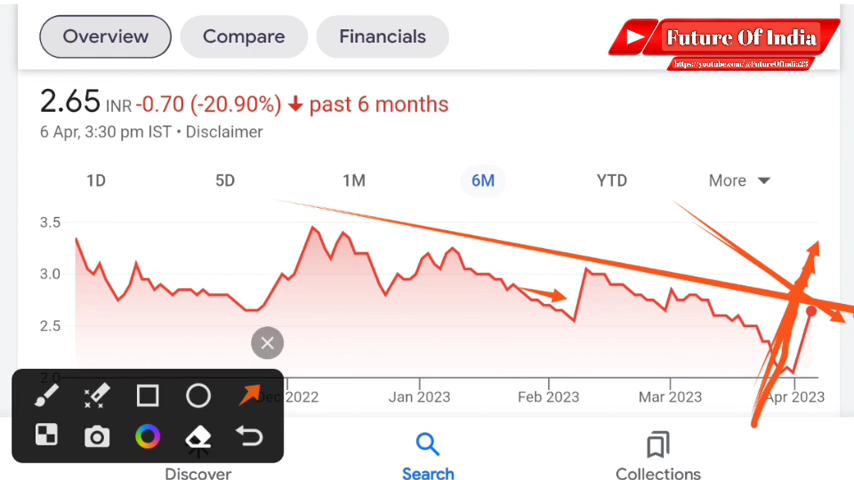 Overview Compare Financials
Future Of India
2.65 INR -0.70 (-20.90%) past 6 months
6 Apr, 3:30 pm IST • Disclaimer
1D 5D 1M 6M YTD More
3.5
3.0
2.5
2.0
2022 Jan 2023 Feb 2023 Mar 2023 Apr 2023
Discover Search Collections